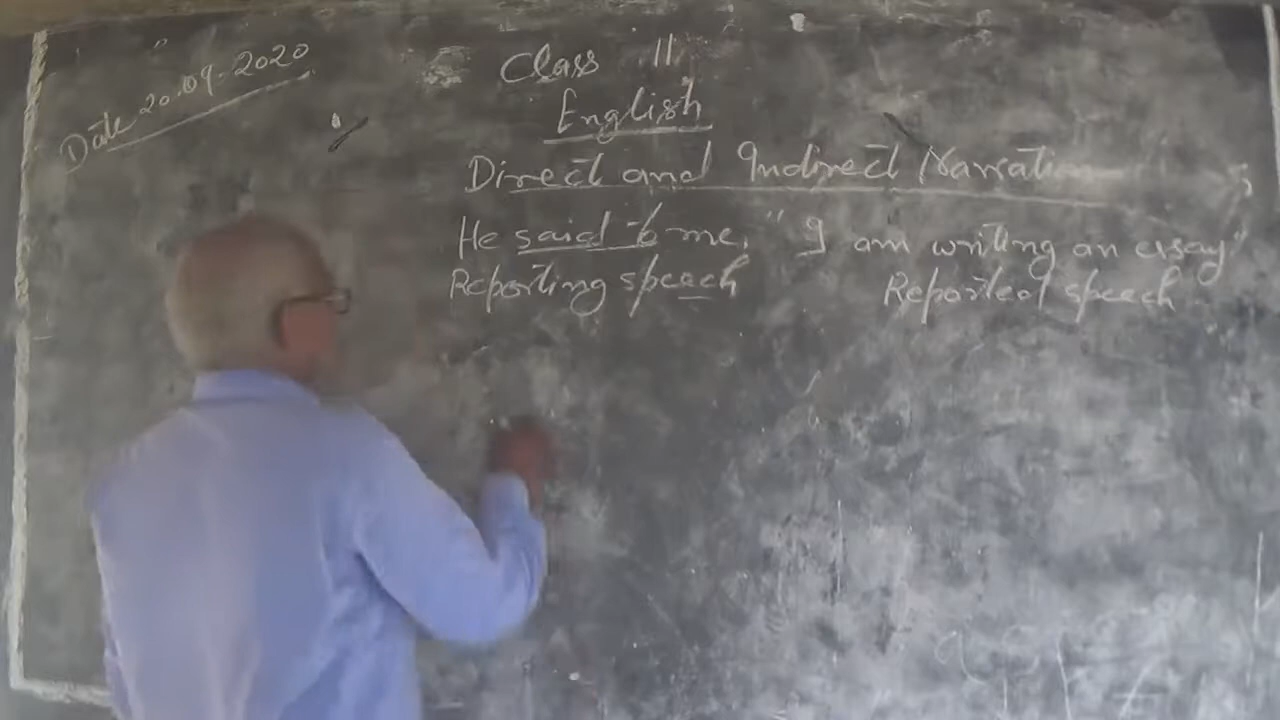 Date 20.09-2020
Class 11
English
Direct and Indirect Narration
He said to me, "I am writing an essay"
Reporting speech Reported speech